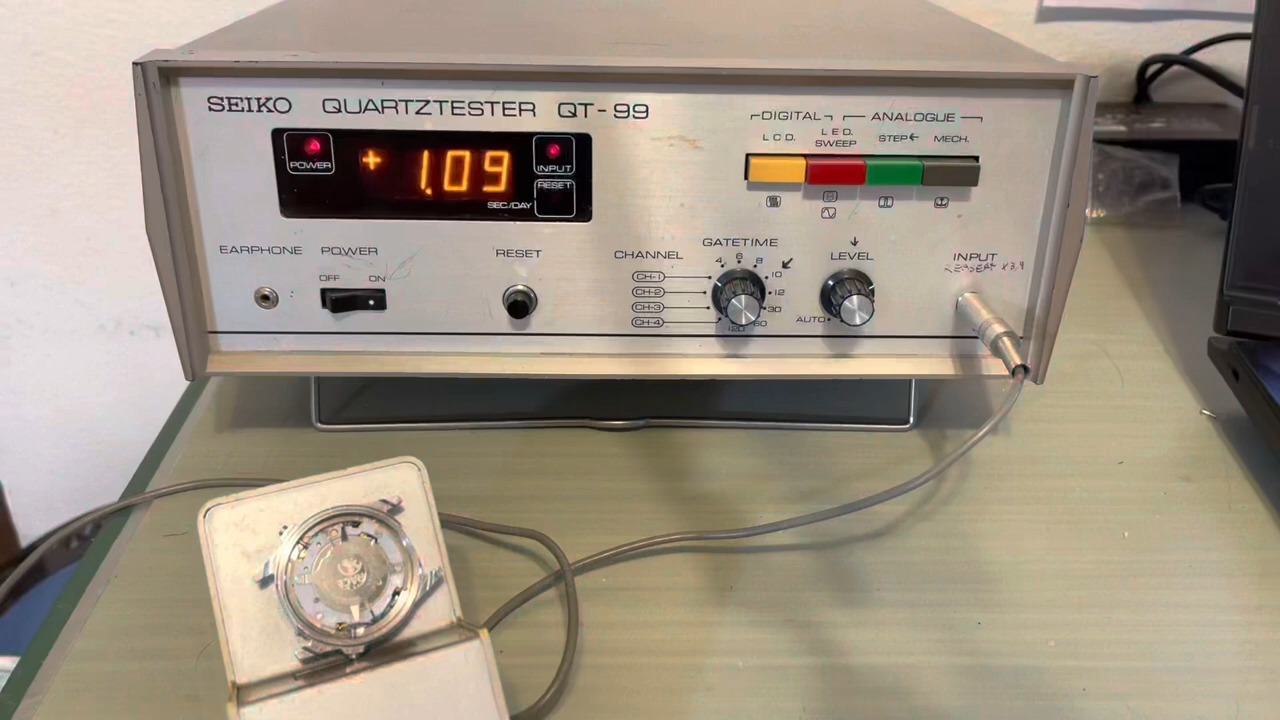 SEIKO QUARTZTESTER QT-99
DIGITAL ANALOGUE
L.C.D. L.E.D. SWEEP STEP← MECH.
POWER
+ 1.09
INPUT
RESET
SEC./DAY
EARPHONE POWER
OFF ON
RESET
CHANNEL
CH-1
CH-2
CH-3
CH-4
GATETIME
4 6 8 10 12 30 60 120
↓
LEVEL
AUTO
INPUT